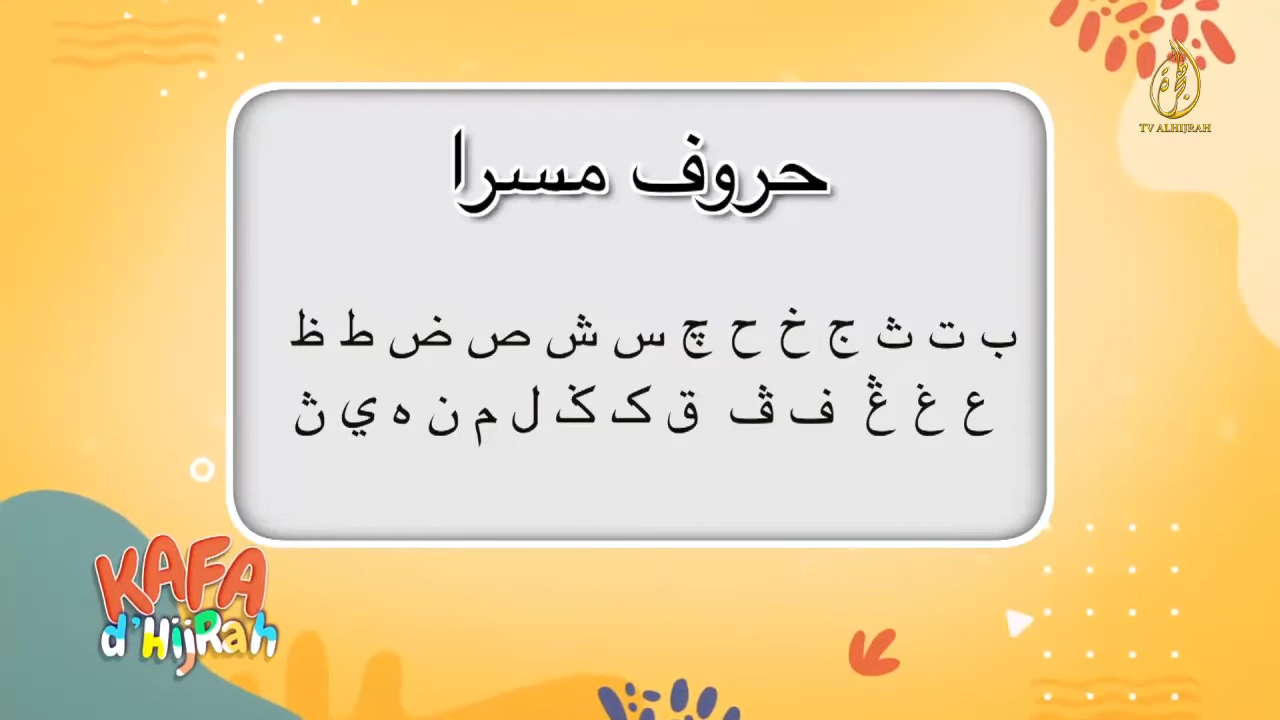 حروف مسرا
TV ALHIJRAH
ب ت ث ج خ ح چ س ش ص ض ط ظ
ع غ ڠ ف ڤ ق ک ݢ ل م ن ه ي ڽ
KAFA
d'HijRah